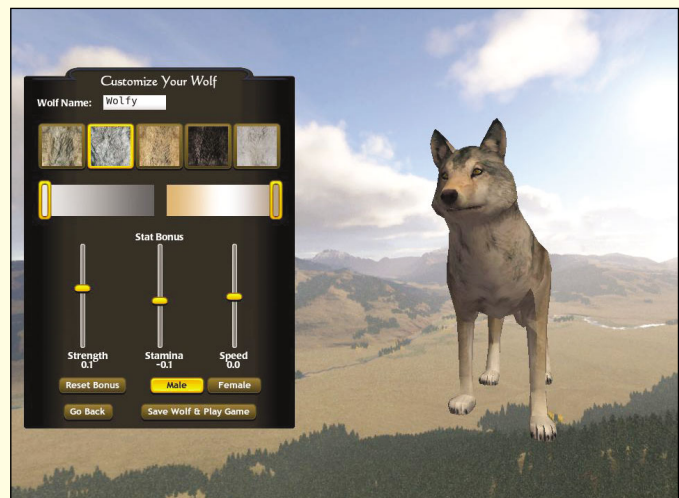 Customize Your Wolf
Wolf Name: Wolfy
Stat Bonus
Strength Stamina Speed
0.1 -0.1 0.0
Reset Bonus Male Female
Go Back Save Wolf & Play Game